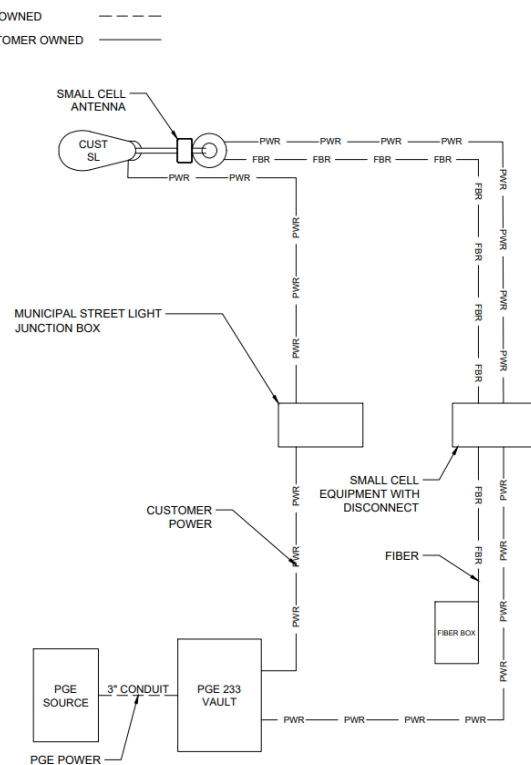 OWNED
TOMER OWNED
SMALL CELL
ANTENNA
CUST
SL
PWR PWR PWR PWR
FBR FBR FBR FBR
PWR PWR
PWR
PWR
PWR
FBR
FBR
FBR
FBR
PWR
PWR
PWR
PWR
MUNICIPAL STREET LIGHT
JUNCTION BOX
SMALL CELL
EQUIPMENT WITH
DISCONNECT
CUSTOMER
POWER
PWR
PWR
PWR
FBR
FBR
PWR
PWR
PWR
PWR
FIBER
FIBER BOX
PGE
SOURCE
3" CONDUIT
PGE 233
VAULT
PWR PWR PWR PWR
PGE POWER